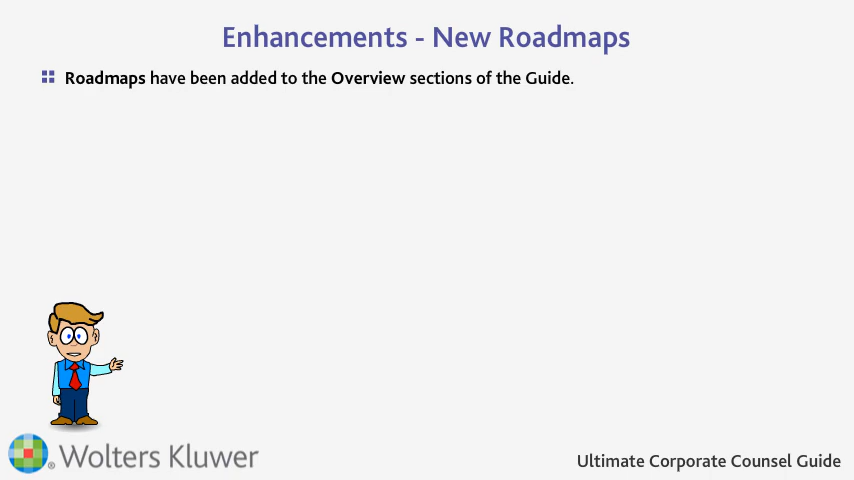 Enhancements - New Roadmaps
Roadmaps have been added to the Overview sections of the Guide.
Wolters Kluwer
Ultimate Corporate Counsel Guide